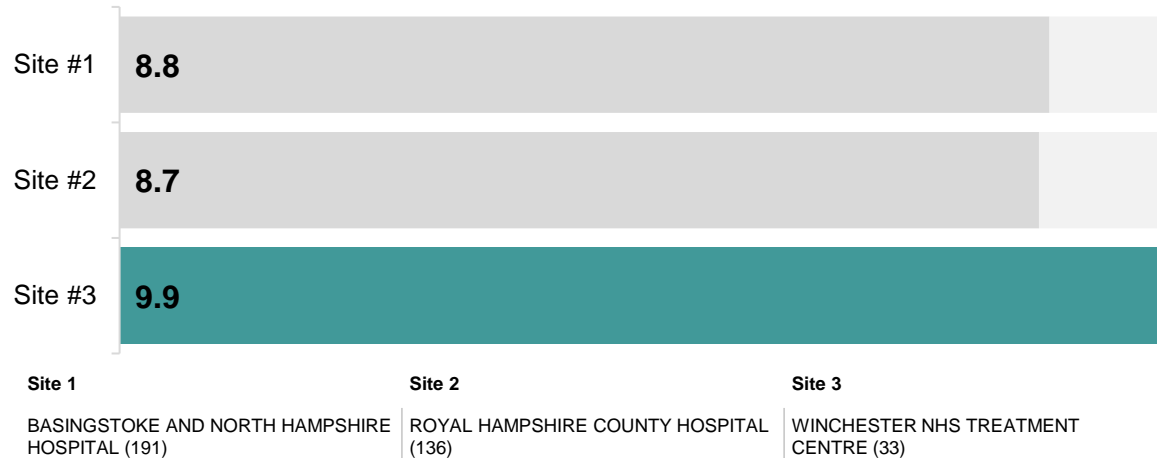 Site #1
8.8
Site #2
8.7
Site #3
9.9
Site 1
BASINGSTOKE AND NORTH HAMPSHIRE
HOSPITAL (191)
Site 2
ROYAL HAMPSHIRE COUNTY HOSPITAL
(136)
Site 3
WINCHESTER NHS TREATMENT
CENTRE (33)